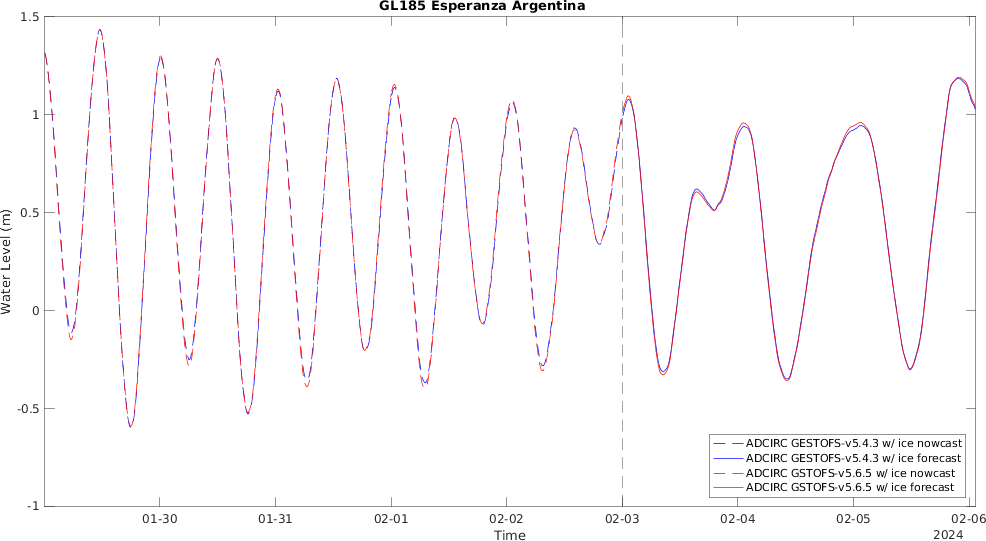 GL185 Esperanza Argentina
1.5
1
0.5
0
-0.5
-1
Water Level (m)
01-30
01-31
02-01
02-02
02-03
02-04
02-05
02-06
Time
2024
ADCIRC GESTOFS-v5.4.3 w/ ice nowcast
ADCIRC GESTOFS-v5.4.3 w/ ice forecast
ADCIRC GSTOFS-v5.6.5 w/ ice nowcast
ADCIRC GSTOFS-v5.6.5 w/ ice forecast